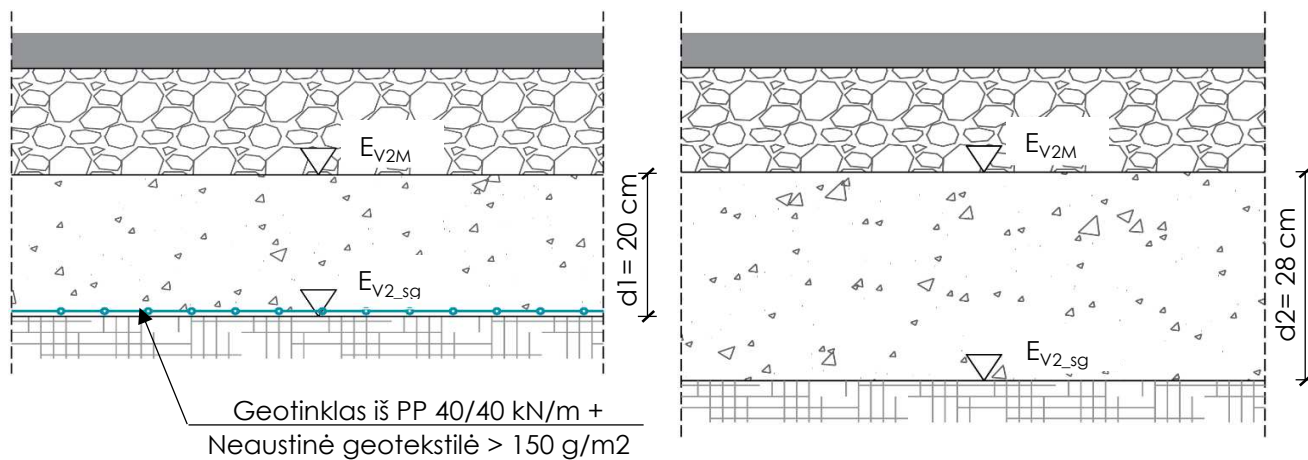 E_V2M
E_V2_sg
d1= 20 cm
Geotinklas iš PP 40/40 kN/m +
Neaustinė geotekstilė > 150 g/m2
E_V2M
E_V2_sg
d2= 28 cm